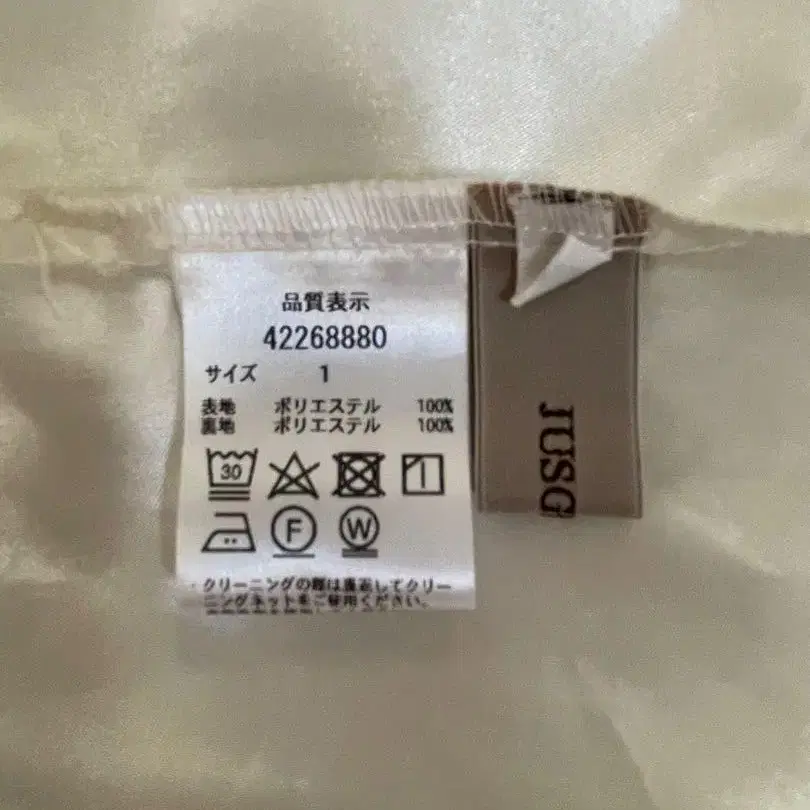 品質表示
42268880
サイズ 1
表地 ポリエステル 100%
裏地 ポリエステル 100%
30
F W
・クリーニングの際は裏返してクリー
ニングネットをご使用ください。
JUSG